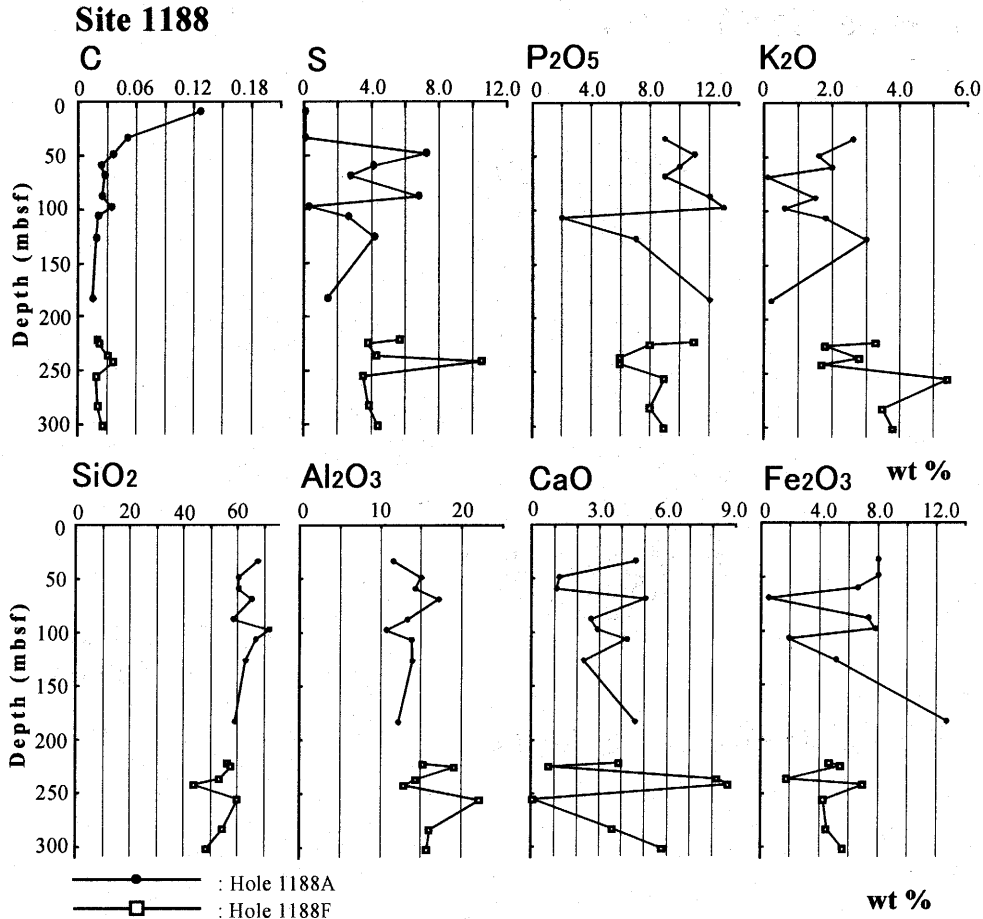 Site 1188
C S P2O5 K2O
0 0.06 0.12 0.18
0 4.0 8.0 12.0
0 4.0 8.0 12.0
0 2.0 4.0 6.0
Depth (mbsf)
0
50
100
150
200
250
300
wt %
SiO2 Al2O3 CaO Fe2O3
0 20 40 60
0 10 20
0 3.0 6.0 9.0
0 4.0 8.0 12.0
Depth (mbsf)
0
50
100
150
200
250
300
: Hole 1188A
: Hole 1188F
wt %